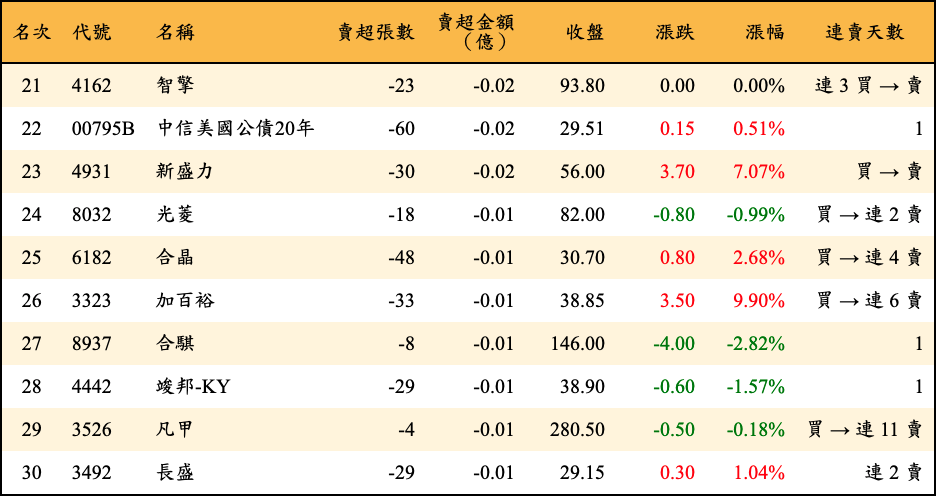 名次 代號 名稱 賣超張數 賣超金額（億） 收盤 漲跌 漲幅 連賣天數
21 4162 智擎 -23 -0.02 93.80 0.00 0.00% 連 3 買 → 賣
22 00795B 中信美國公債20年 -60 -0.02 29.51 0.15 0.51% 1
23 4931 新盛力 -30 -0.02 56.00 3.70 7.07% 買 → 賣
24 8032 光菱 -18 -0.01 82.00 -0.80 -0.99% 買 → 連 2 賣
25 6182 合晶 -48 -0.01 30.70 0.80 2.68% 買 → 連 4 賣
26 3323 加百裕 -33 -0.01 38.85 3.50 9.90% 買 → 連 6 賣
27 8937 合騏 -8 -0.01 146.00 -4.00 -2.82% 1
28 4442 竣邦-KY -29 -0.01 38.90 -0.60 -1.57% 1
29 3526 凡甲 -4 -0.01 280.50 -0.50 -0.18% 買 → 連 11 賣
30 3492 長盛 -29 -0.01 29.15 0.30 1.04% 連 2 賣